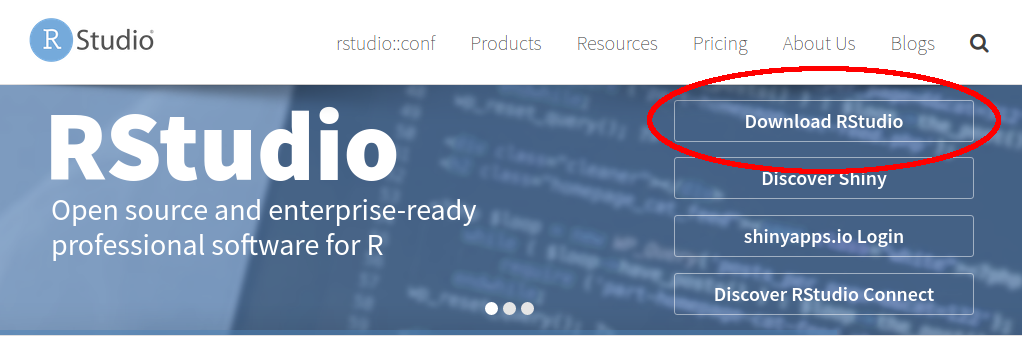 R Studio®
rstudio::conf Products Resources Pricing About Us Blogs
RStudio
Open source and enterprise-ready
professional software for R
Download RStudio
Discover Shiny
shinyapps.io Login
Discover RStudio Connect